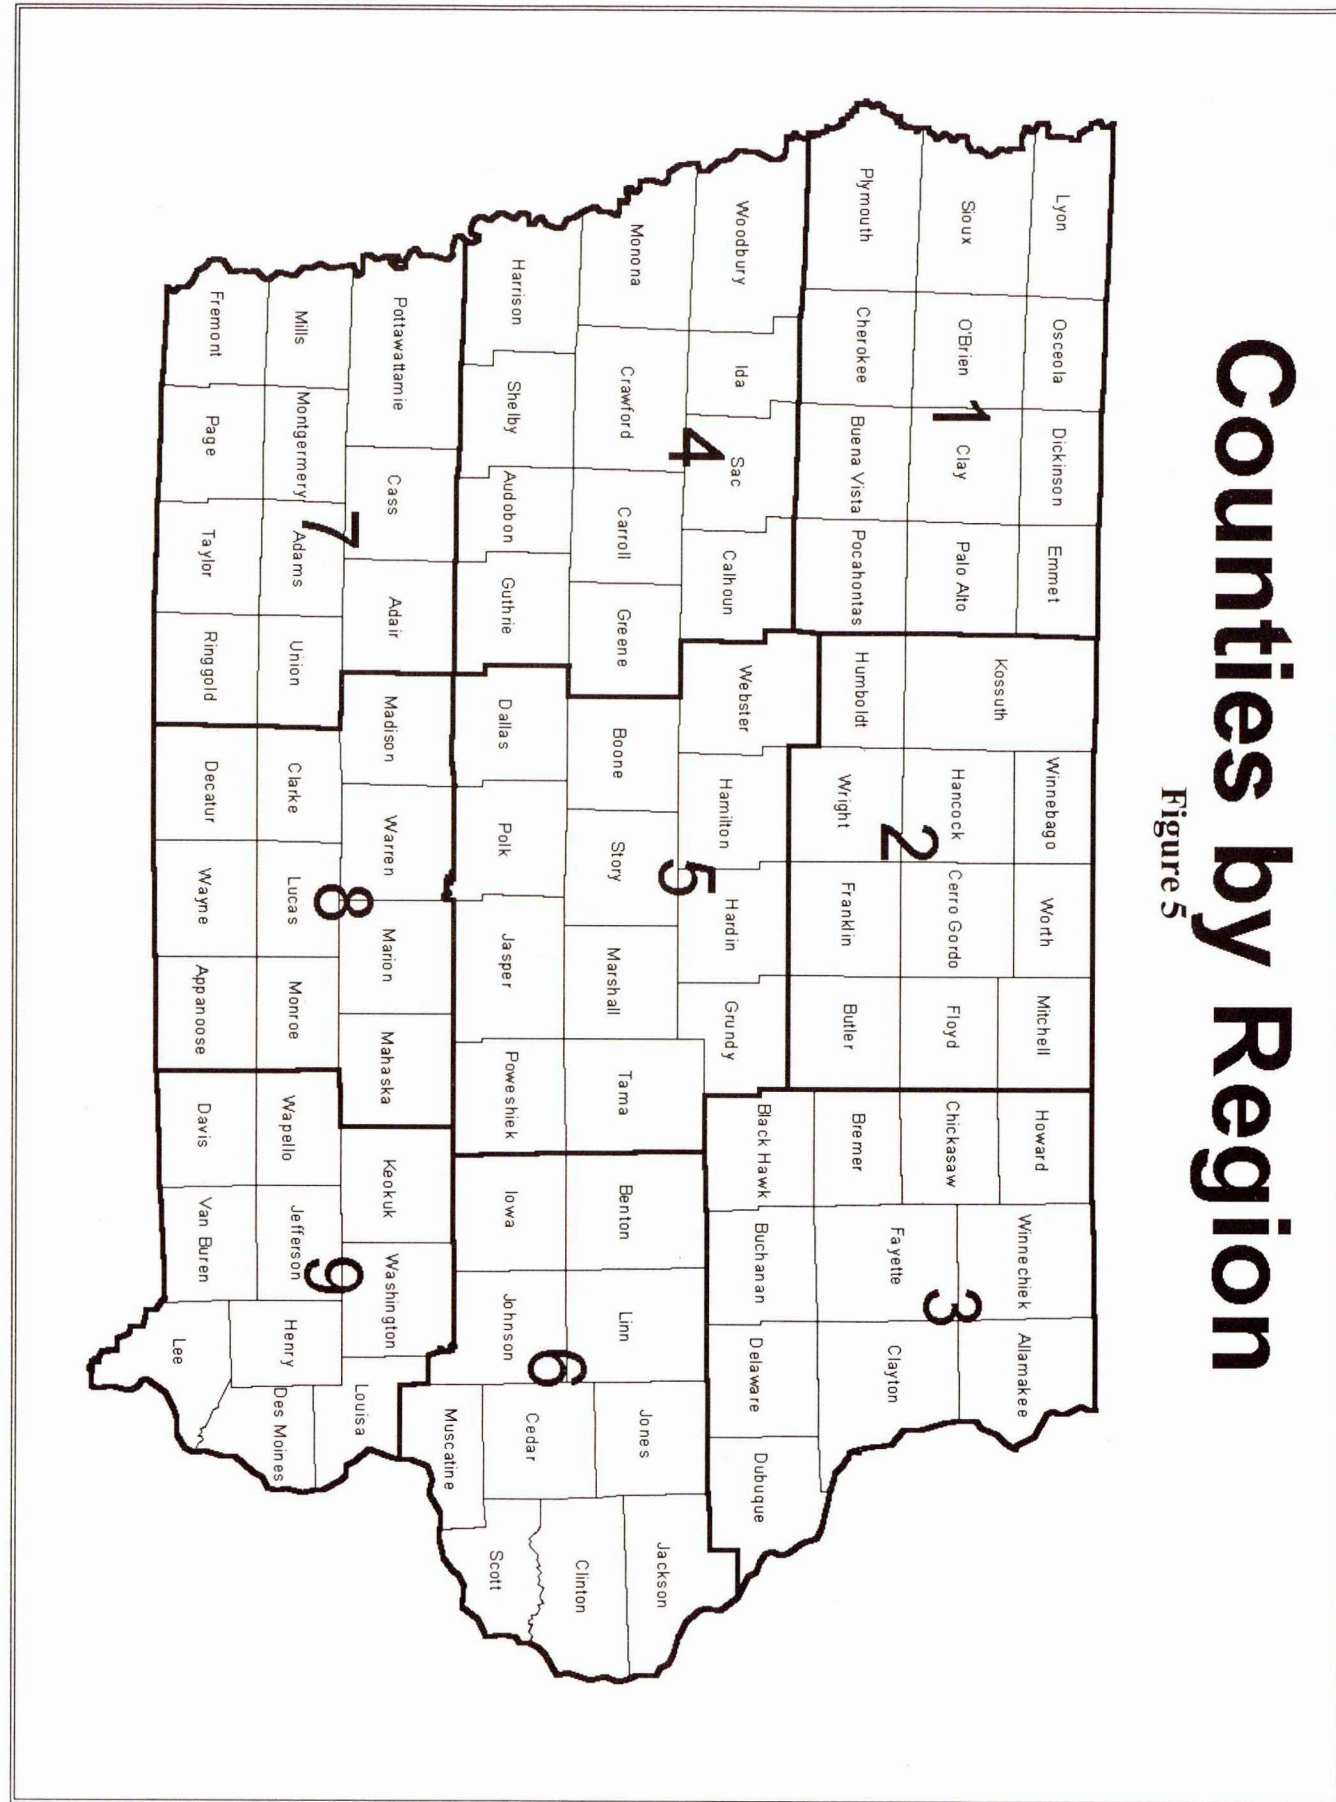 Counties by Region
Figure 5
Lyon
Osceola
Dickinson
Emmet
Kossuth
Winnebago
Worth
Mitchell
Howard
Winnechiek
Allamakee
Sioux
O'Brien
1
Clay
Palo Alto
Hancock
Cerro Gordo
Floyd
Chickasaw
Fayette
3
Clayton
Plymouth
Cherokee
Buena Vista
Pocahontas
Humboldt
Wright
2
Franklin
Butler
Bremer
Woodbury
Ida
Sac
Calhoun
Webster
Hamilton
Hardin
Grundy
Black Hawk
Buchanan
Delaware
Dubuque
4
5
Monona
Crawford
Carroll
Greene
Boone
Story
Marshall
Tama
Benton
Linn
Jones
Jackson
6
Harrison
Shelby
Audobon
Guthrie
Dallas
Polk
Jasper
Poweshiek
Iowa
Johnson
Cedar
Clinton
Muscatine
Scott
Pottawattamie
Cass
Adair
Madison
Warren
Marion
Mahaska
Keokuk
Washington
Louisa
7
8
9
Mills
Montgermery
Adams
Union
Clarke
Lucas
Monroe
Wapello
Jefferson
Henry
Des Moines
Fremont
Page
Taylor
Ringgold
Decatur
Wayne
Appanoose
Davis
Van Buren
Lee